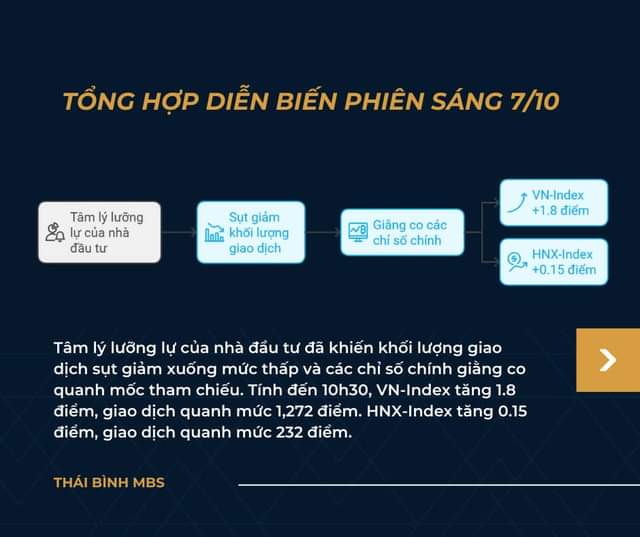 TỔNG HỢP DIỄN BIẾN PHIÊN SÁNG 7/10
Tâm lý lưỡng
lự của nhà
đầu tư
Sụt giảm
khối lượng
giao dịch
Giằng co các
chỉ số chính
VN-Index
+1.8 điểm
HNX-Index
+0.15 điểm
Tâm lý lưỡng lự của nhà đầu tư đã khiến khối lượng giao
dịch sụt giảm xuống mức thấp và các chỉ số chính giằng co
quanh mốc tham chiếu. Tính đến 10h30, VN-Index tăng 1.8
điểm, giao dịch quanh mức 1,272 điểm. HNX-Index tăng 0.15
điểm, giao dịch quanh mức 232 điểm.
THÁI BÌNH MBS